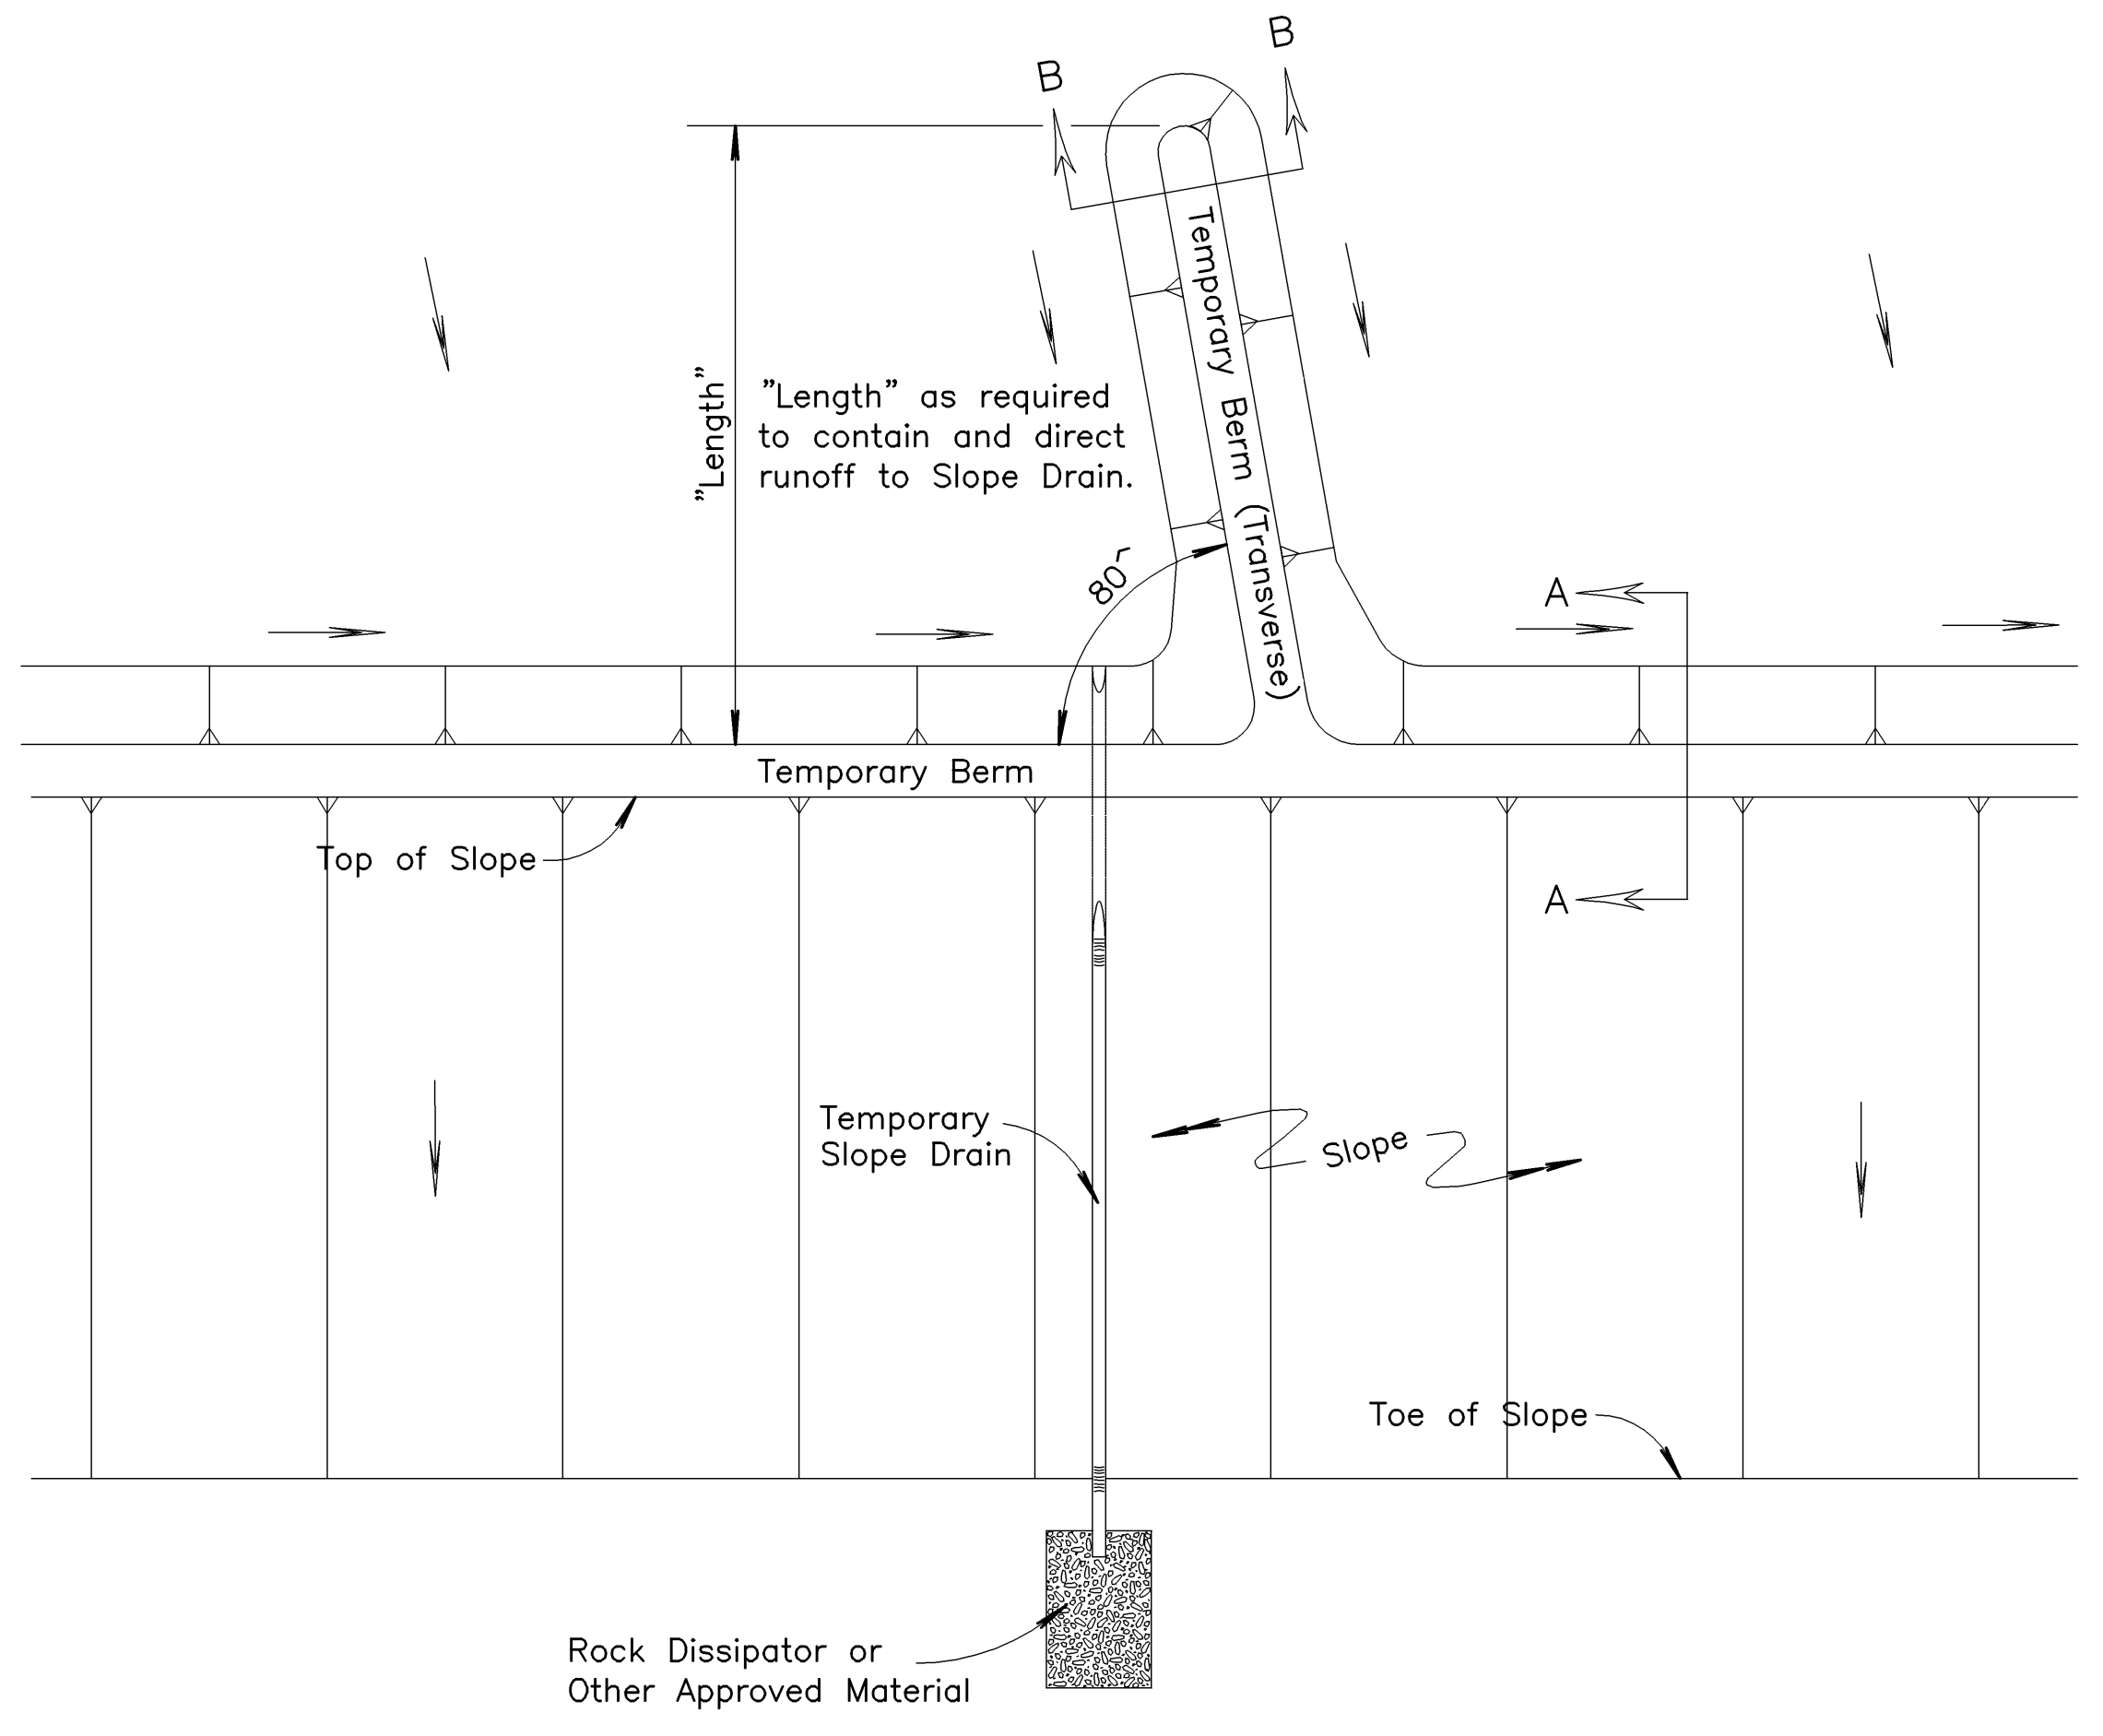 B
B
"Length"
"Length" as required
to contain and direct
runoff to Slope Drain.
Temporary Berm (Transverse)
80
A
Temporary Berm
Top of Slope
A
Temporary
Slope Drain
Slope
Toe of Slope
Rock Dissipator or
Other Approved Material